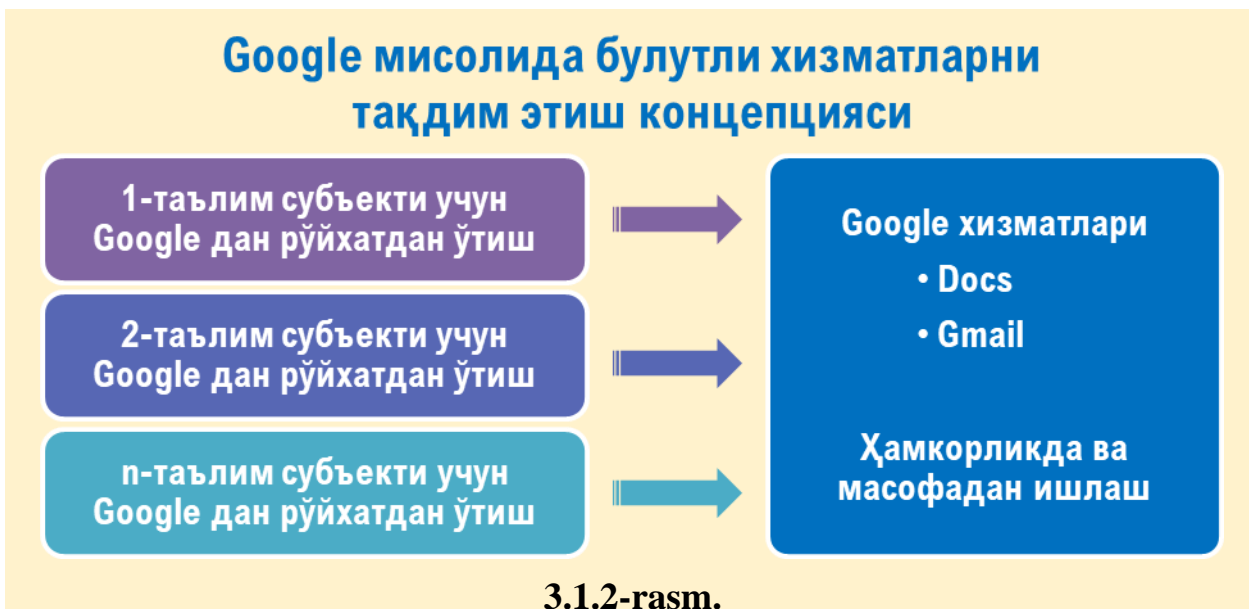 Google мисолида булутли хизматларни
тақдим этиш концепцияси
1-таълим субъекти учун
Google дан рўйхатдан ўтиш
2-таълим субъекти учун
Google дан рўйхатдан ўтиш
n-таълим субъекти учун
Google дан рўйхатдан ўтиш
Google хизматлари
• Docs
• Gmail
Ҳамкорликда ва
масофадан ишлаш
3.1.2-rasm.